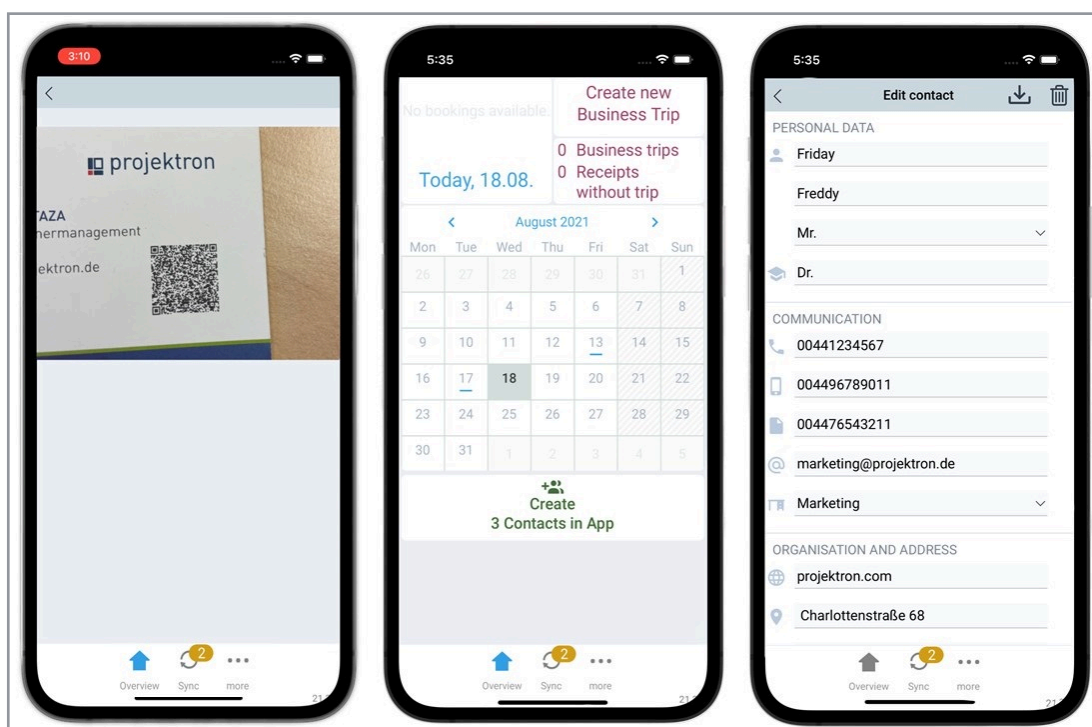 3:10
projektron
TAZA
nermanagement
ektron.de
Overview
Sync
2
more
5:35
No bookings available.
Create new
Business Trip
0 Business trips
0 Receipts
without trip
Today, 18.08.
August 2021
Mon Tue Wed Thu Fri Sat Sun
26 27 28 29 30 31 1
2 3 4 5 6 7 8
9 10 11 12 13 14 15
16 17 18 19 20 21 22
23 24 25 26 27 28 29
30 31 1 2 3 4 5
Create
3 Contacts in App
Overview
Sync
2
more
5:35
Edit contact
PERSONAL DATA
Friday
Freddy
Mr.
Dr.
COMMUNICATION
00441234567
004496789011
004476543211
marketing@projektron.de
Marketing
ORGANISATION AND ADDRESS
projektron.com
Charlottenstraße 68
Overview
Sync
2
more